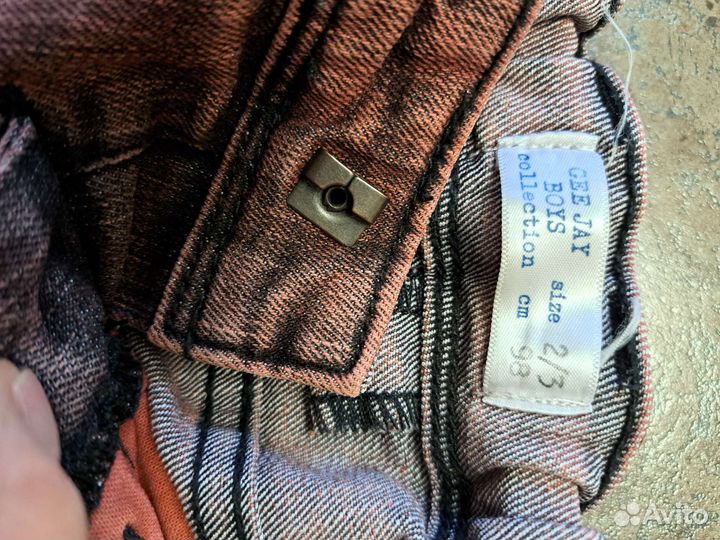 GEE JAY
BOYS size 2/3
collection cm 98
Avito